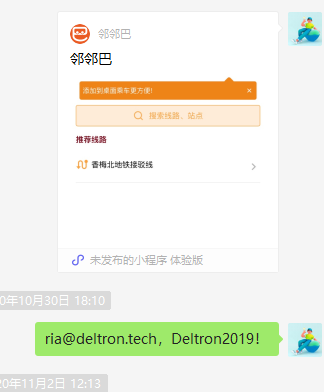 邻邻巴
邻邻巴
添加到桌面乘车更方便!
搜索线路、站点
推荐线路
香梅北地铁接驳线
未发布的小程序 体验版
0年10月30日 18:10
ria@deltron.tech，Deltron2019！
20年11月2日 12:13